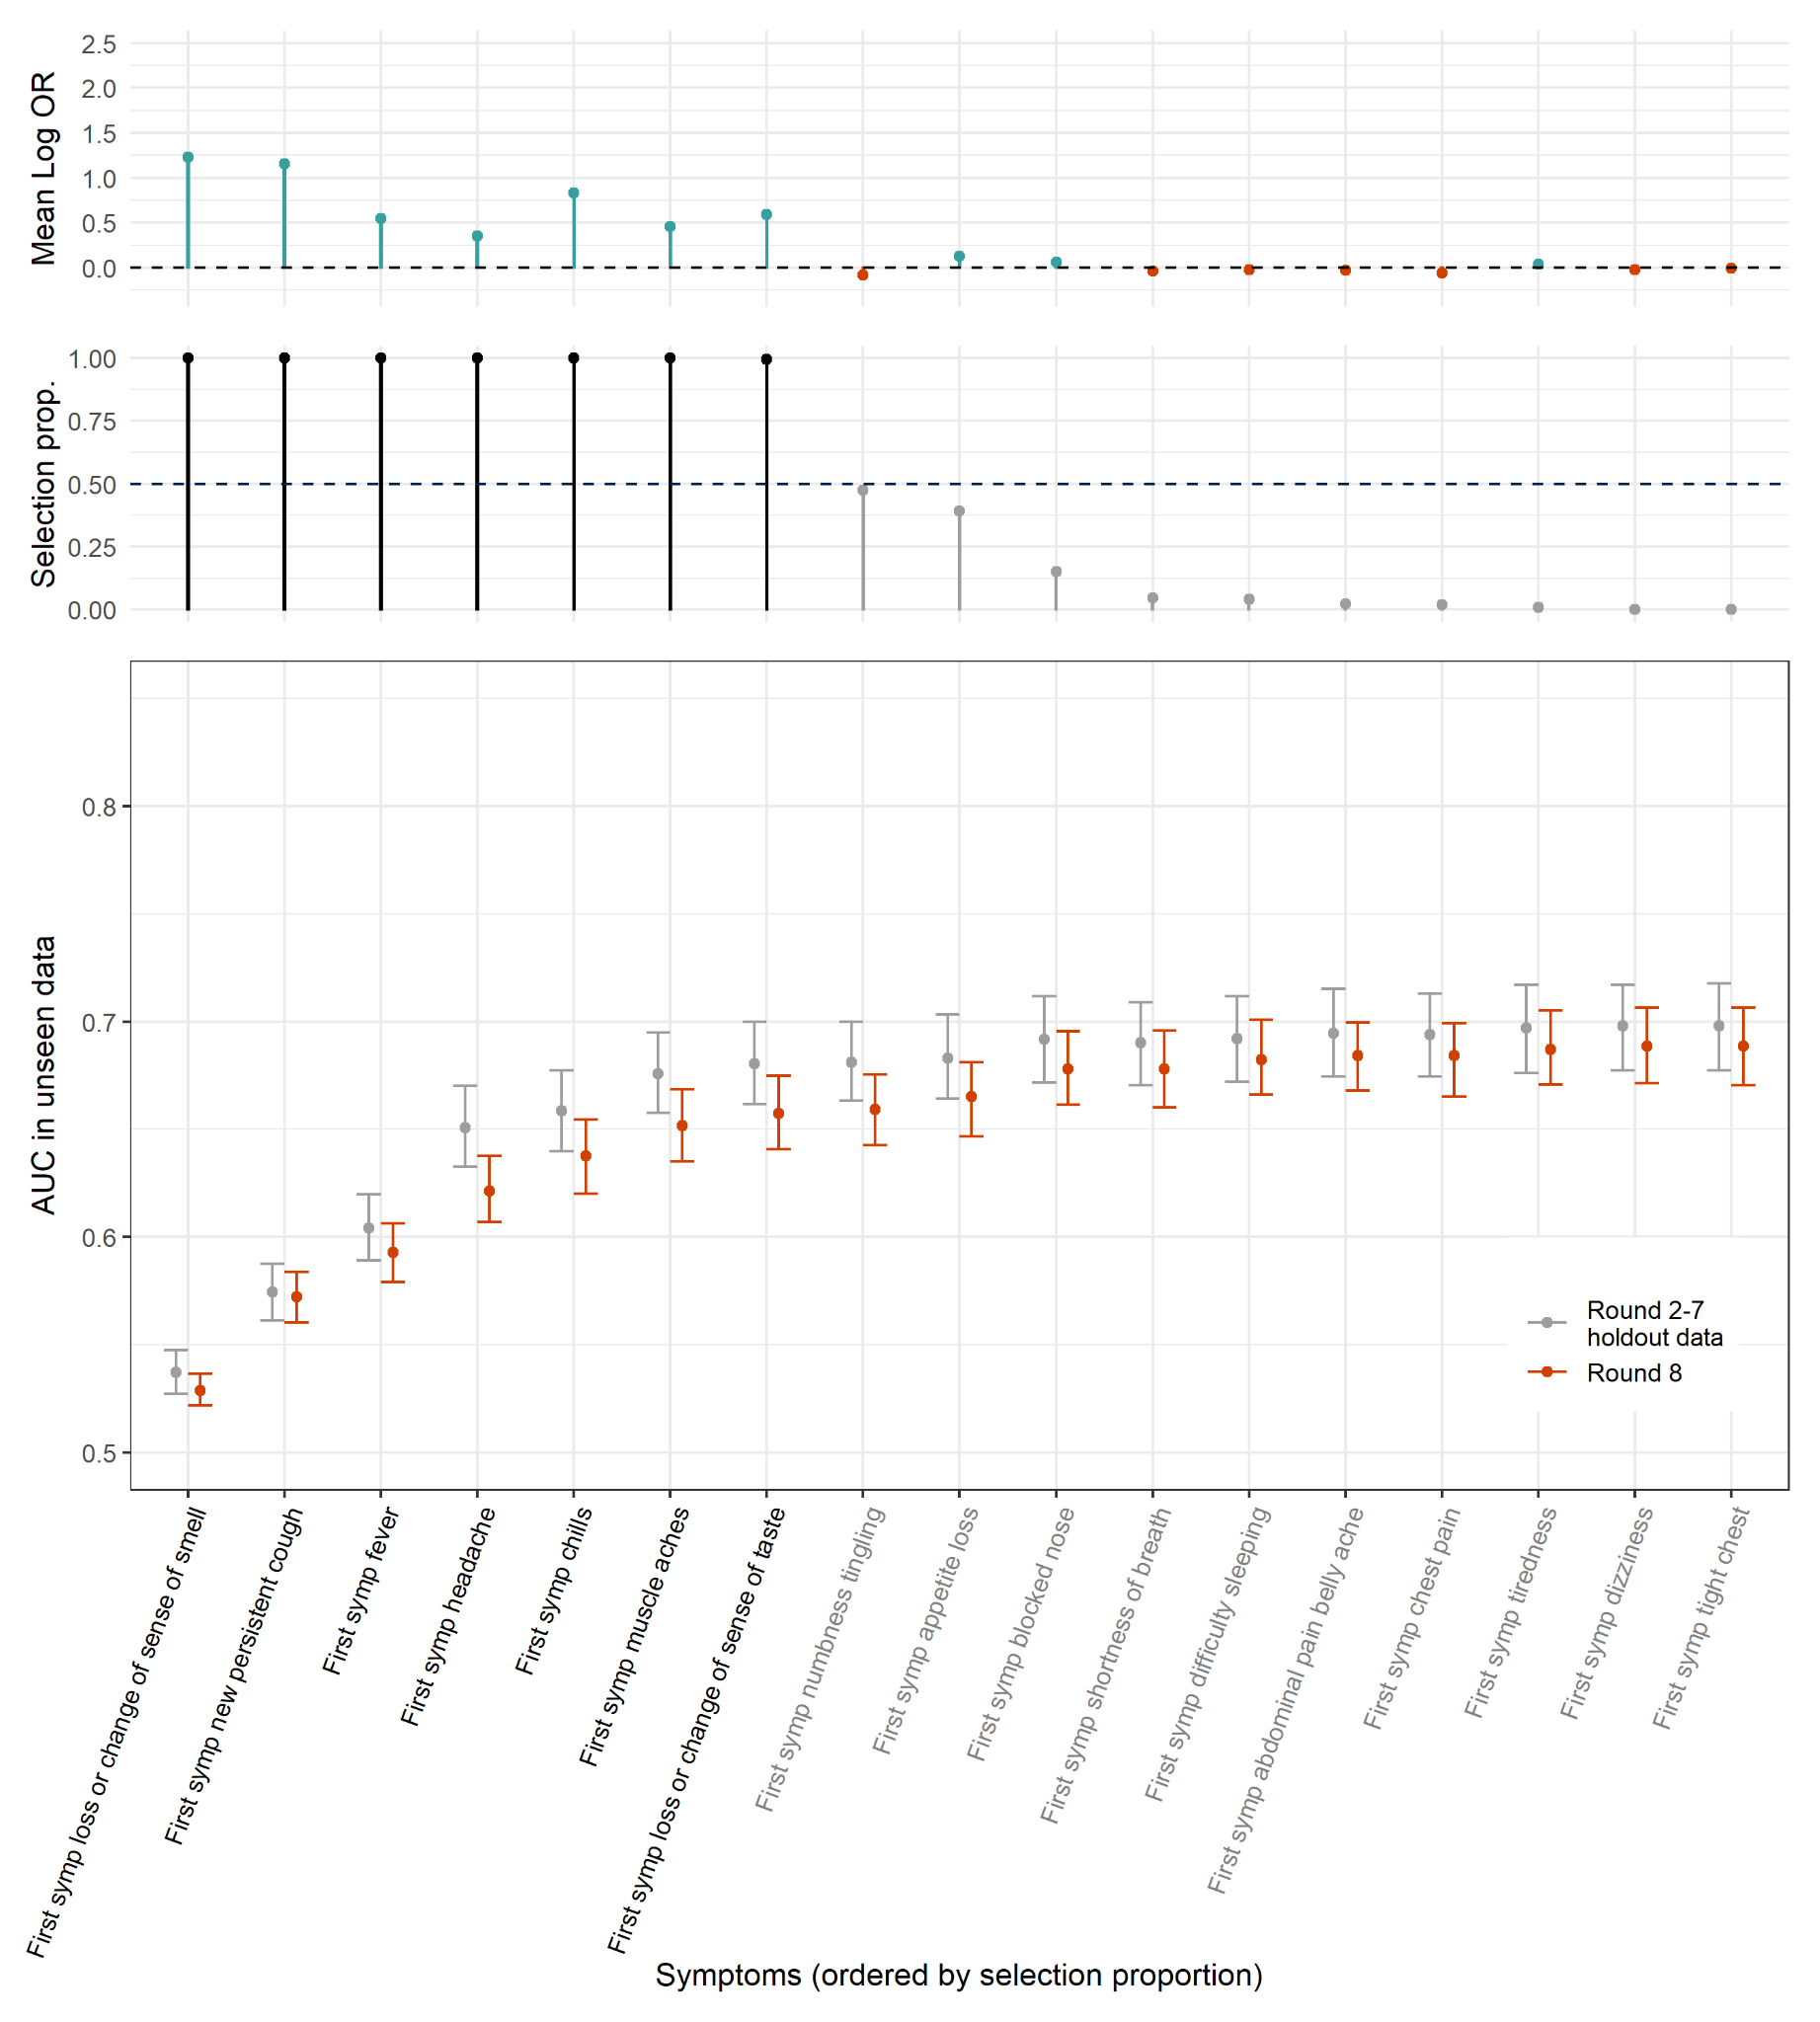 Mean Log OR
2.5
2.0
1.5
1.0
0.5
0.0
Selection prop.
1.00
0.75
0.50
0.25
0.00
AUC in unseen data
0.8
0.7
0.6
0.5
Round 2-7
holdout data
Round 8
First symp loss or change of sense of smell
First symp new persistent cough
First symp fever
First symp headache
First symp chills
First symp muscle aches
First symp loss or change of sense of taste
First symp numbness tingling
First symp appetite loss
First symp blocked nose
First symp shortness of breath
First symp difficulty sleeping
First symp abdominal pain belly ache
First symp chest pain
First symp tiredness
First symp dizziness
First symp tight chest
Symptoms (ordered by selection proportion)